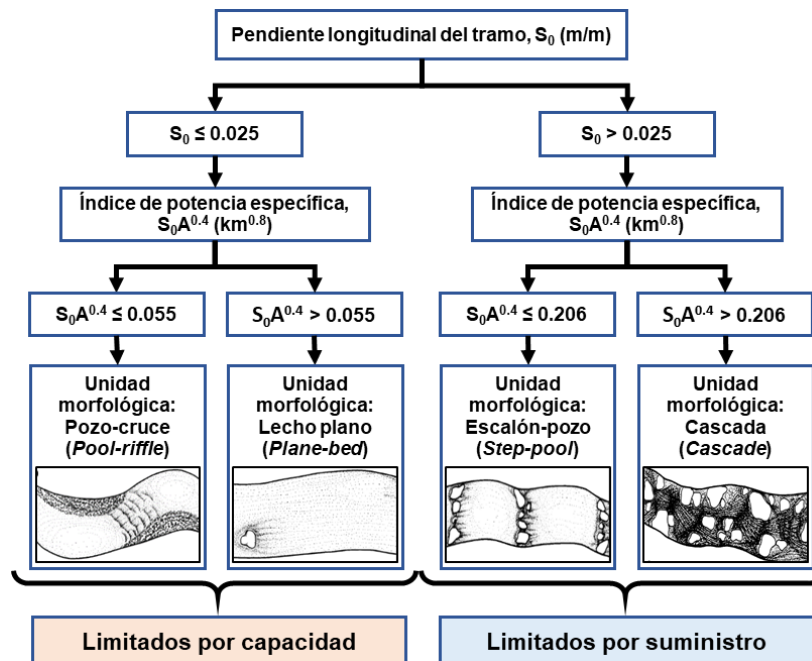 Pendiente longitudinal del tramo, S₀ (m/m)
S₀ ≤ 0.025
S₀ > 0.025
Índice de potencia específica,
S₀A⁰·⁴ (km⁰·⁸)
Índice de potencia específica,
S₀A⁰·⁴ (km⁰·⁸)
S₀A⁰·⁴ ≤ 0.055
S₀A⁰·⁴ > 0.055
S₀A⁰·⁴ ≤ 0.206
S₀A⁰·⁴ > 0.206
Unidad
morfológica:
Pozo-cruce
(Pool-riffle)
Unidad
morfológica:
Lecho plano
(Plane-bed)
Unidad
morfológica:
Escalón-pozo
(Step-pool)
Unidad
morfológica:
Cascada
(Cascade)
Limitados por capacidad
Limitados por suministro